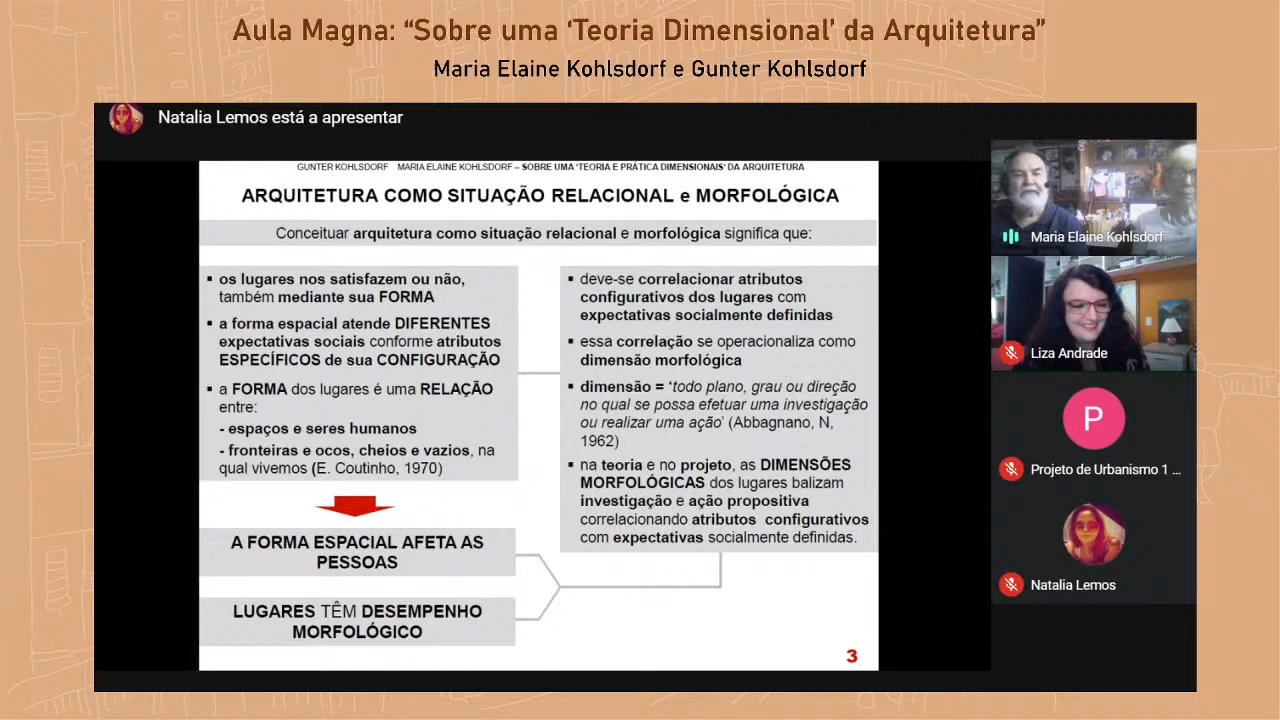 Aula Magna: “Sobre uma ‘Teoria Dimensional’ da Arquitetura”
Maria Elaine Kohlsdorf e Gunter Kohlsdorf
Natalia Lemos está a apresentar
GUNTER KOHLSDORF MARIA ELAINE KOHLSDORF – SOBRE UMA ‘TEORIA E PRÁTICA DIMENSIONAIS’ DA ARQUITETURA
ARQUITETURA COMO SITUAÇÃO RELACIONAL e MORFOLÓGICA
Conceituar arquitetura como situação relacional e morfológica significa que:
▪ os lugares nos satisfazem ou não,
também mediante sua FORMA
▪ a forma espacial atende DIFERENTES
expectativas sociais conforme atributos
ESPECÍFICOS de sua CONFIGURAÇÃO
▪ a FORMA dos lugares é uma RELAÇÃO
entre:
- espaços e seres humanos
- fronteiras e ocos, cheios e vazios, na
qual vivemos (E. Coutinho, 1970)
A FORMA ESPACIAL AFETA AS
PESSOAS
LUGARES TÊM DESEMPENHO
MORFOLÓGICO
▪ deve-se correlacionar atributos
configurativos dos lugares com
expectativas socialmente definidas
▪ essa correlação se operacionaliza como
dimensão morfológica
▪ dimensão = ‘todo plano, grau ou direção
no qual se possa efetuar uma investigação
ou realizar uma ação’ (Abbagnano, N,
1962)
▪ na teoria e no projeto, as DIMENSÕES
MORFOLÓGICAS dos lugares balizam
investigação e ação propositiva
correlacionando atributos configurativos
com expectativas socialmente definidas.
3
Maria Elaine Kohlsdorf
Liza Andrade
P
Projeto de Urbanismo 1 ...
Natalia Lemos